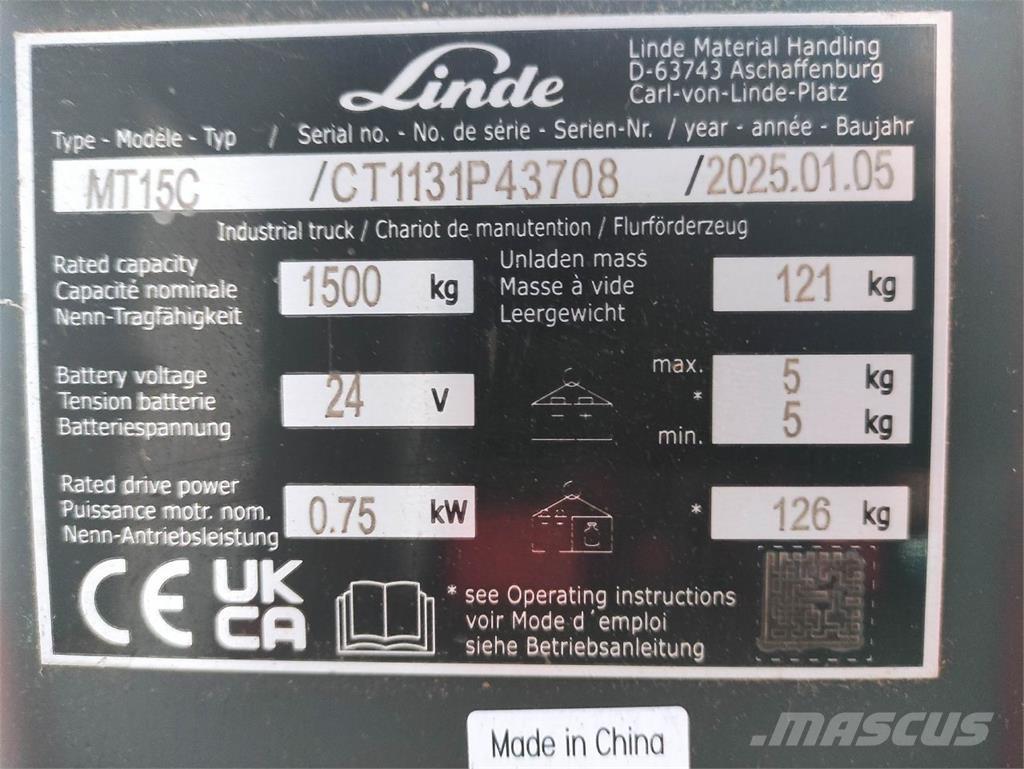 Linde
Linde Material Handling
D-63743 Aschaffenburg
Carl-von-Linde-Platz
Type - Modèle - Typ / Serial no. - No. de série - Serien-Nr. / year - année - Baujahr
MT15C /CT1131P43708 /2025.01.05
Industrial truck / Chariot de manutention / Flurförderzeug
Rated capacity
Capacité nominale
Nenn-Tragfähigkeit
1500 kg
Unladen mass
Masse à vide
Leergewicht
121 kg
Battery voltage
Tension batterie
Batteriespannung
24 V
max. 5 kg
*
min. 5 kg
Rated drive power
Puissance motr. nom.
Nenn-Antriebsleistung
0.75 kW
* 126 kg
CE UK
CA
* see Operating instructions
voir Mode d' emploi
siehe Betriebsanleitung
Made in China
.MASCUS